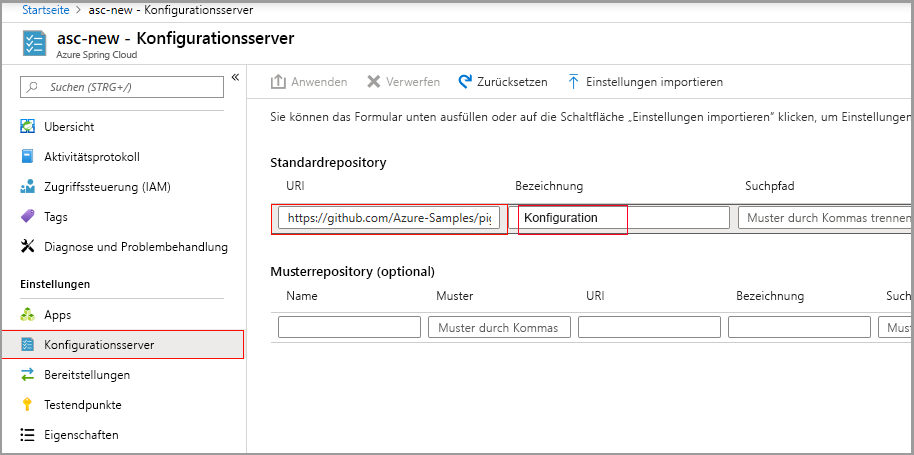 Startseite > asc-new - Konfigurationsserver
asc-new - Konfigurationsserver
Azure Spring Cloud
Suchen (STRG+/)
«
Übersicht
Aktivitätsprotokoll
Zugriffssteuerung (IAM)
Tags
Diagnose und Problembehandlung
Einstellungen
Apps
Konfigurationsserver
Bereitstellungen
Testendpunkte
Eigenschaften
Anwenden Verwerfen Zurücksetzen Einstellungen importieren
Sie können das Formular unten ausfüllen oder auf die Schaltfläche „Einstellungen importieren" klicken, um Einstellungen
Standardrepository
URI Bezeichnung Suchpfad
https://github.com/Azure-Samples/pig Konfiguration Muster durch Kommas trennen
Musterrepository (optional)
Name Muster URI Bezeichnung Such
Muster durch Kommas Must